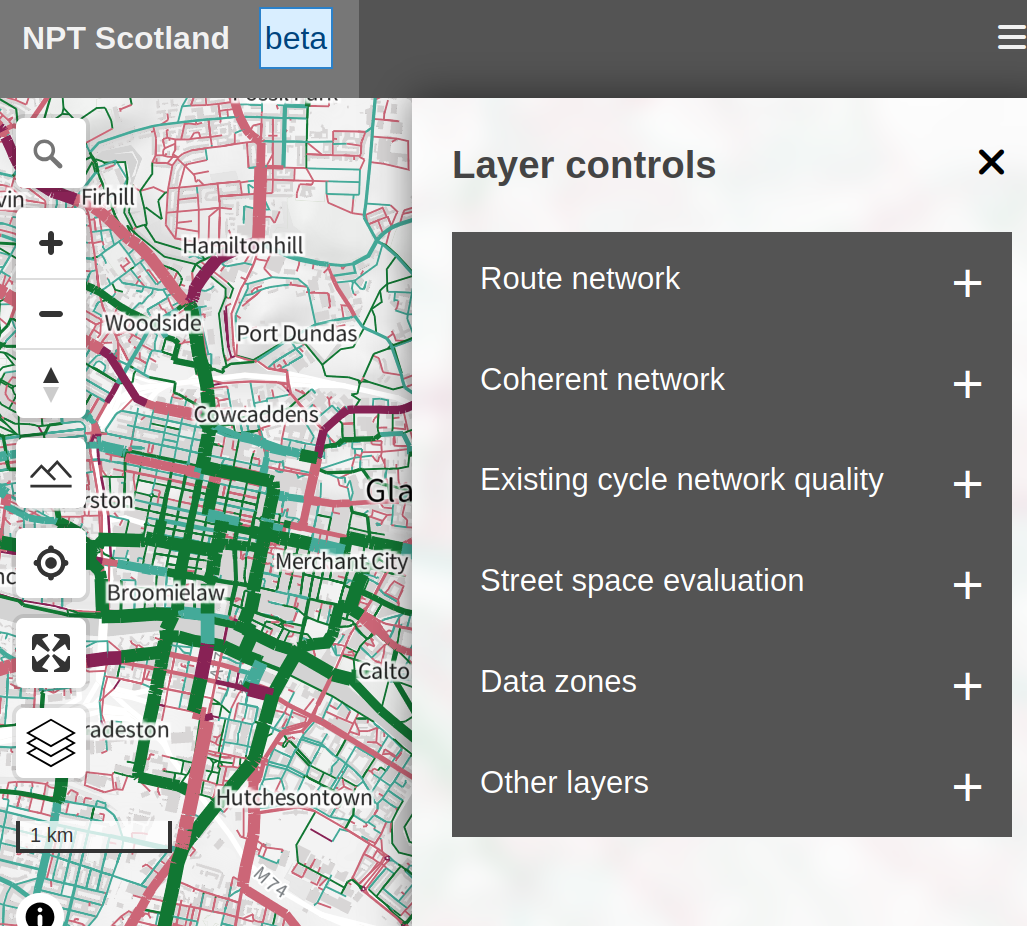 NPT Scotland beta
Layer controls
Route network
Coherent network
Existing cycle network quality
Street space evaluation
Data zones
Other layers
Firhill
Hamiltonhill
Woodside
Port Dundas
Cowcaddens
Gla
rston
Merchant City
Broomielaw
Calto
radeston
Hutchesontown
1 km
M74